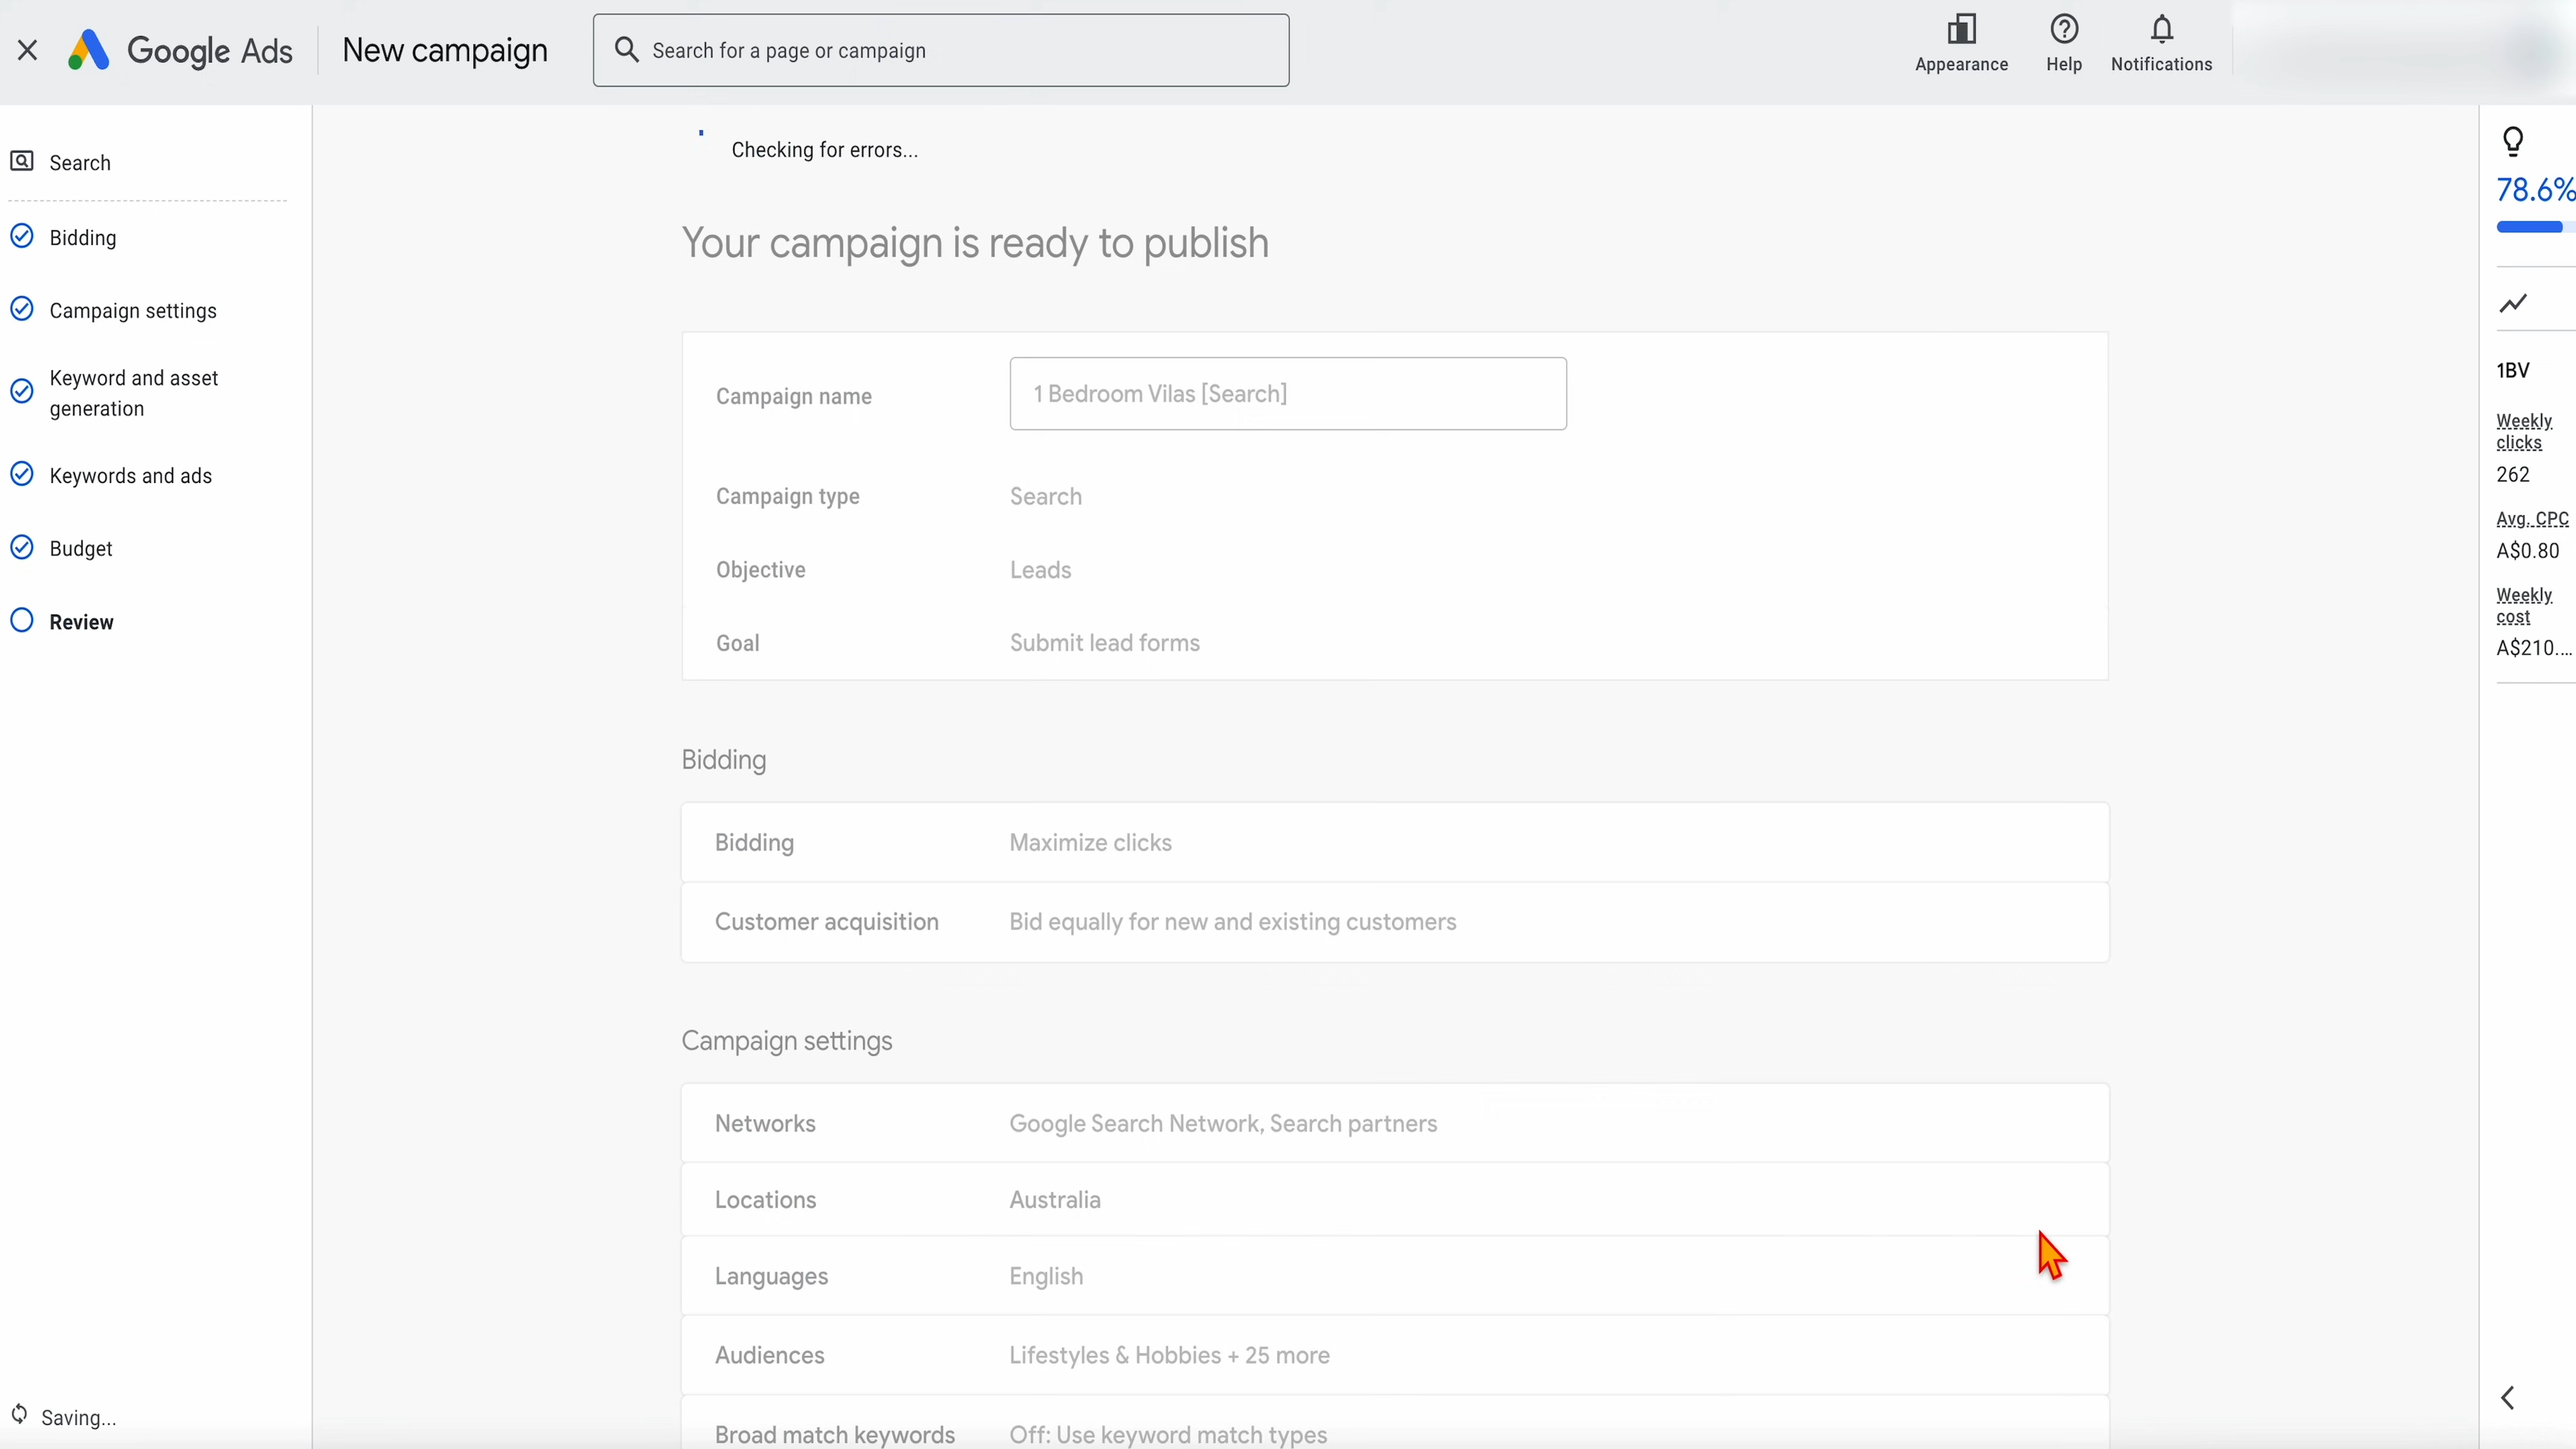 Google Ads
New campaign
Search for a page or campaign
Appearance
Help
Notifications
Search
Bidding
Campaign settings
Keyword and asset
generation
Keywords and ads
Budget
Review
Saving...
Checking for errors...
Your campaign is ready to publish
Campaign name
1 Bedroom Vilas [Search]
Campaign type
Search
Objective
Leads
Goal
Submit lead forms
Bidding
Bidding
Maximize clicks
Customer acquisition
Bid equally for new and existing customers
Campaign settings
Networks
Google Search Network, Search partners
Locations
Australia
Languages
English
Audiences
Lifestyles & Hobbies + 25 more
Broad match keywords
Off: Use keyword match types
78.6%
1BV
Weekly
clicks
262
Avg. CPC
A$0.80
Weekly
cost
A$210....